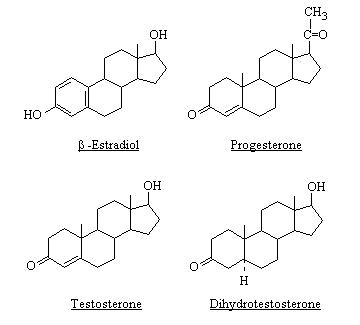 OH
HO
β -Estradiol
CH3
C=O
O
Progesterone
OH
O
Testosterone
OH
O
H
Dihydrotestosterone